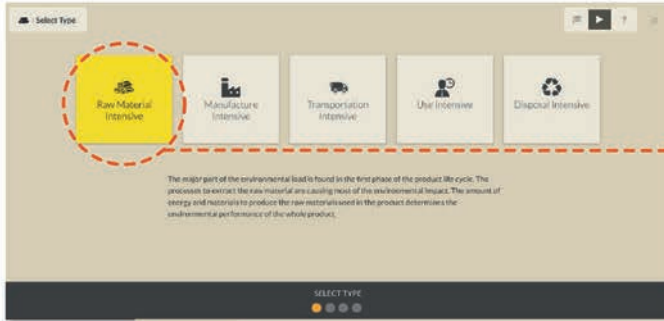 Select Type
?
Raw Material
Intensive
Manufacture
Intensive
Transportation
Intensive
Use Intensive
Disposal Intensive
The major part of the environmental load is found in the first phase of the product life cycle. The
processes to extract the raw material are causing most of the environmental impact. The amount of
energy and materials to produce the raw materials used in the product determines the
environmental performance of the whole product.
SELECT TYPE